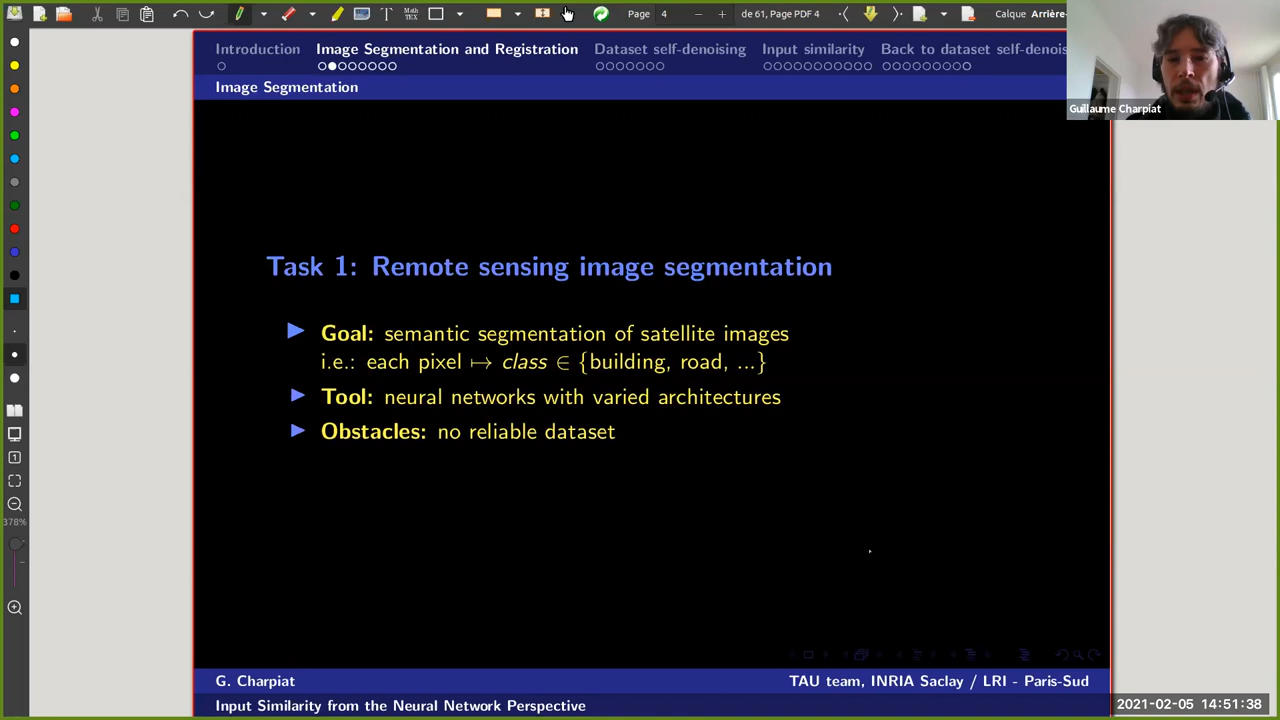 Page 4 de 61, Page PDF 4 Calque Arrière-
Introduction Image Segmentation and Registration Dataset self-denoising Input similarity Back to dataset self-denois
Image Segmentation
Guillaume Charpiat
Task 1: Remote sensing image segmentation
▶ Goal: semantic segmentation of satellite images
i.e.: each pixel ↦ class ∈ {building, road, ...}
▶ Tool: neural networks with varied architectures
▶ Obstacles: no reliable dataset
378%
G. Charpiat TAU team, INRIA Saclay / LRI - Paris-Sud
Input Similarity from the Neural Network Perspective
2021-02-05 14:51:38